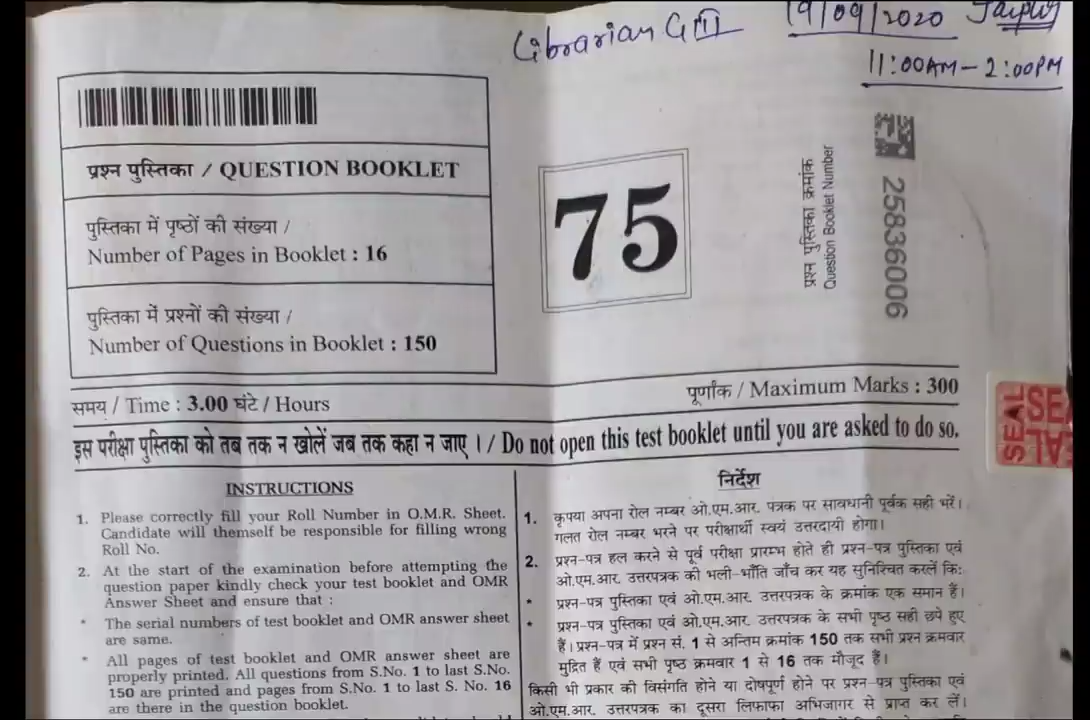 Librarian GIII
19/09/2020 Jaipur
11:00AM – 2:00PM
प्रश्न पुस्तिका / QUESTION BOOKLET
पुस्तिका में पृष्ठों की संख्या /
Number of Pages in Booklet : 16
पुस्तिका में प्रश्नों की संख्या /
Number of Questions in Booklet : 150
75
प्रश्न पुस्तिका क्रमांक
Question Booklet Number
25836006
समय / Time : 3.00 घंटे / Hours
पूर्णांक / Maximum Marks : 300
SEAL
SEAL
इस परीक्षा पुस्तिका को तब तक न खोलें जब तक कहा न जाए । / Do not open this test booklet until you are asked to do so.
INSTRUCTIONS
1. Please correctly fill your Roll Number in O.M.R. Sheet.
Candidate will themself be responsible for filling wrong
Roll No.
2. At the start of the examination before attempting the
question paper kindly check your test booklet and OMR
Answer Sheet and ensure that :
* The serial numbers of test booklet and OMR answer sheet
are same.
* All pages of test booklet and OMR answer sheet are
properly printed. All questions from S.No. 1 to last S.No.
150 are printed and pages from S.No. 1 to last S. No. 16
are there in the question booklet.
निर्देश
1. कृपया अपना रोल नम्बर ओ.एम.आर. पत्रक पर सावधानी पूर्वक सही भरें।
गलत रोल नम्बर भरने पर परीक्षार्थी स्वयं उत्तरदायी होगा।
2. प्रश्न-पत्र हल करने से पूर्व परीक्षा प्रारम्भ होते ही प्रश्न-पत्र पुस्तिका एवं
ओ.एम.आर. उत्तरपत्रक की भली-भाँति जाँच कर यह सुनिश्चित करलें कि:
* प्रश्न-पत्र पुस्तिका एवं ओ.एम.आर. उत्तरपत्रक के क्रमांक एक समान हैं।
* प्रश्न-पत्र पुस्तिका एवं ओ.एम.आर. उत्तरपत्रक के सभी पृष्ठ सही छपे हुए
हैं। प्रश्न-पत्र में प्रश्न सं. 1 से अन्तिम क्रमांक 150 तक सभी प्रश्न क्रमवार
मुद्रित हैं एवं सभी पृष्ठ क्रमवार 1 से 16 तक मौजूद हैं।
किसी भी प्रकार की विसंगति होने या दोषपूर्ण होने पर प्रश्न-पत्र पुस्तिका एवं
ओ.एम.आर. उत्तरपत्रक का दूसरा लिफाफा अभिजागर से प्राप्त कर लें।